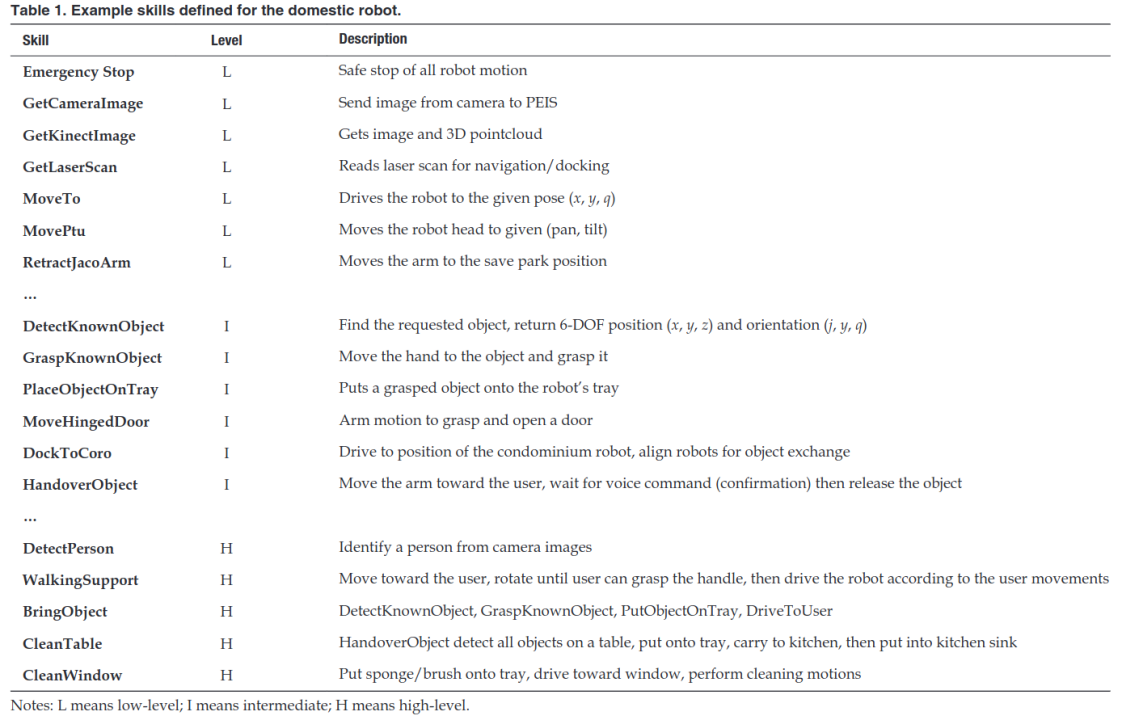 Table 1. Example skills defined for the domestic robot.
Skill Level Description
Emergency Stop L Safe stop of all robot motion
GetCameraImage L Send image from camera to PEIS
GetKinectImage L Gets image and 3D pointcloud
GetLaserScan L Reads laser scan for navigation/docking
MoveTo L Drives the robot to the given pose (x, y, q)
MovePtu L Moves the robot head to given (pan, tilt)
RetractJacoArm L Moves the arm to the save park position
...
DetectKnownObject I Find the requested object, return 6-DOF position (x, y, z) and orientation (j, y, q)
GraspKnownObject I Move the hand to the object and grasp it
PlaceObjectOnTray I Puts a grasped object onto the robot's tray
MoveHingedDoor I Arm motion to grasp and open a door
DockToCoro I Drive to position of the condominium robot, align robots for object exchange
HandoverObject I Move the arm toward the user, wait for voice command (confirmation) then release the object
...
DetectPerson H Identify a person from camera images
WalkingSupport H Move toward the user, rotate until user can grasp the handle, then drive the robot according to the user movements
BringObject H DetectKnownObject, GraspKnownObject, PutObjectOnTray, DriveToUser
CleanTable H HandoverObject detect all objects on a table, put onto tray, carry to kitchen, then put into kitchen sink
CleanWindow H Put sponge/brush onto tray, drive toward window, perform cleaning motions
Notes: L means low-level; I means intermediate; H means high-level.